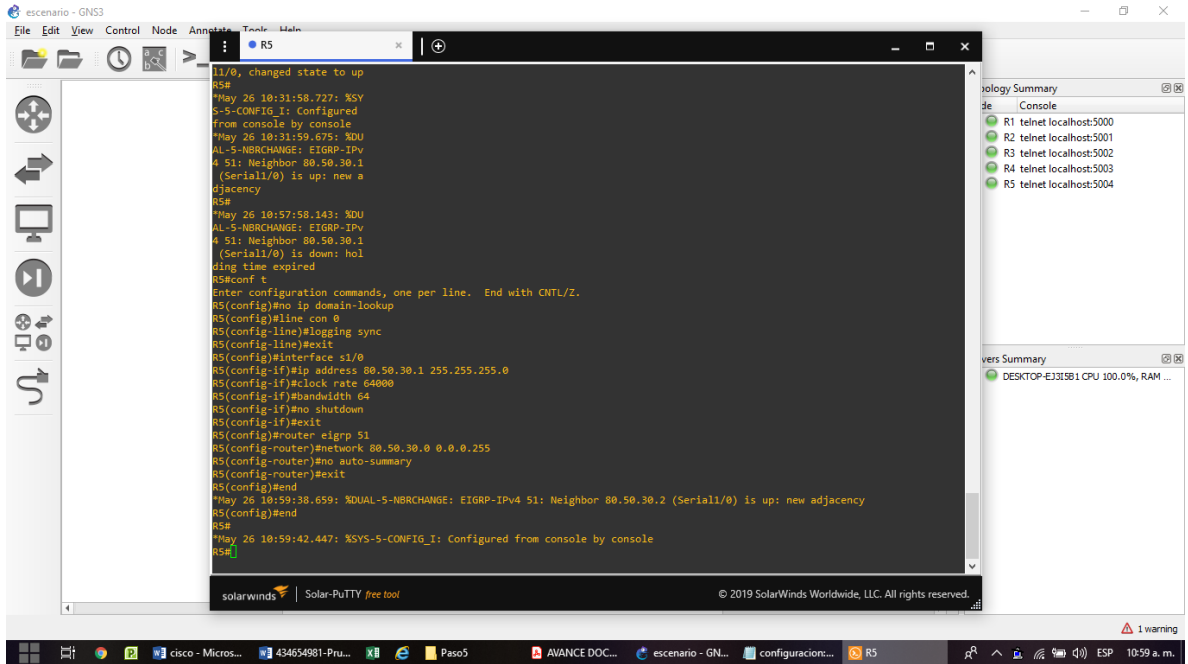 escenario - GNS3
File Edit View Control Node Annotate Tools Help
R5
l1/0, changed state to up
R5#
*May 26 10:31:58.727: %SY
S-5-CONFIG_I: Configured
from console by console
*May 26 10:31:59.675: %DU
AL-5-NBRCHANGE: EIGRP-IPv
4 51: Neighbor 80.50.30.1
(Serial1/0) is up: new a
djacency
R5#
*May 26 10:57:58.143: %DU
AL-5-NBRCHANGE: EIGRP-IPv
4 51: Neighbor 80.50.30.1
(Serial1/0) is down: hol
ding time expired
R5#conf t
Enter configuration commands, one per line.  End with CNTL/Z.
R5(config)#no ip domain-lookup
R5(config)#line con 0
R5(config-line)#logging sync
R5(config-line)#exit
R5(config)#interface s1/0
R5(config-if)#ip address 80.50.30.1 255.255.255.0
R5(config-if)#clock rate 64000
R5(config-if)#bandwidth 64
R5(config-if)#no shutdown
R5(config-if)#exit
R5(config)#router eigrp 51
R5(config-router)#network 80.50.30.0 0.0.0.255
R5(config-router)#no auto-summary
R5(config-router)#exit
R5(config)#end
*May 26 10:59:38.659: %DUAL-5-NBRCHANGE: EIGRP-IPv4 51: Neighbor 80.50.30.2 (Serial1/0) is up: new adjacency
R5(config)#end
R5#
*May 26 10:59:42.447: %SYS-5-CONFIG_I: Configured from console by console
R5#
solarwinds Solar-PuTTY free tool © 2019 SolarWinds Worldwide, LLC. All rights reserved.
pology Summary
de Console
R1 telnet localhost:5000
R2 telnet localhost:5001
R3 telnet localhost:5002
R4 telnet localhost:5003
R5 telnet localhost:5004
vers Summary
DESKTOP-EJ3I5B1 CPU 100.0%, RAM ...
1 warning
cisco - Micros... 434654981-Pru... Paso5 AVANCE DOC... escenario - GN... configuracion:... R5 ESP 10:59 a. m.